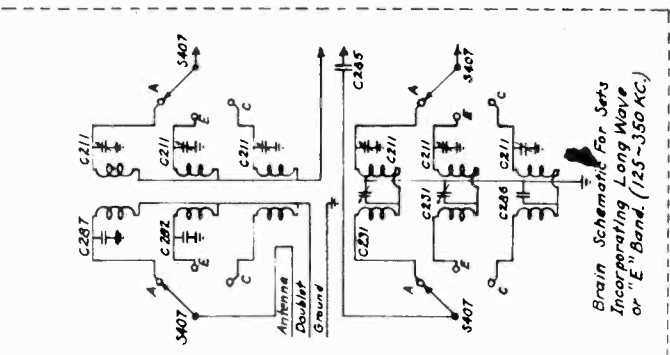 S407
A
C211
C211
E
C211
C
C287
C282
E
C
A
S407
Antenna
Doublet
Ground
C285
S407
A
C211
C211
E
C
C211
C231
C231
C286
E
C
A
S407
Brain Schematic For Sets
Incorporating Long Wave
or "E" Band. (125~350 KC.)